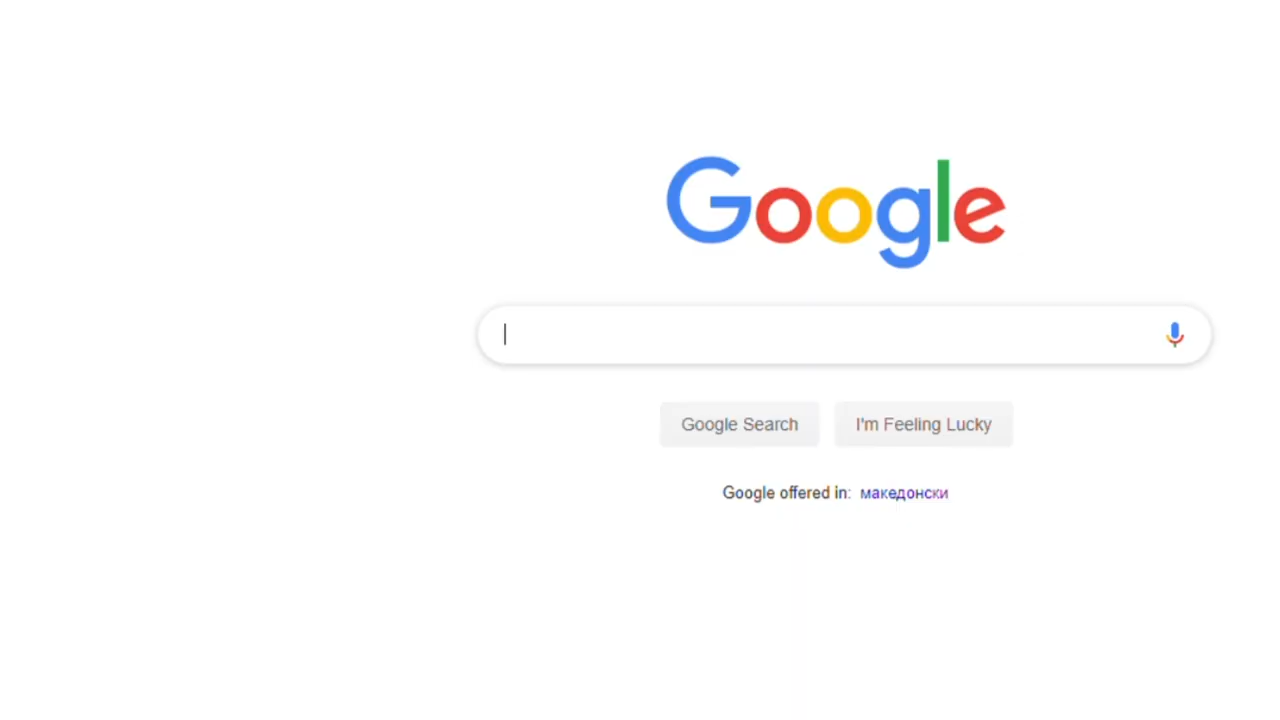 Google
Google Search I'm Feeling Lucky
Google offered in: македонски